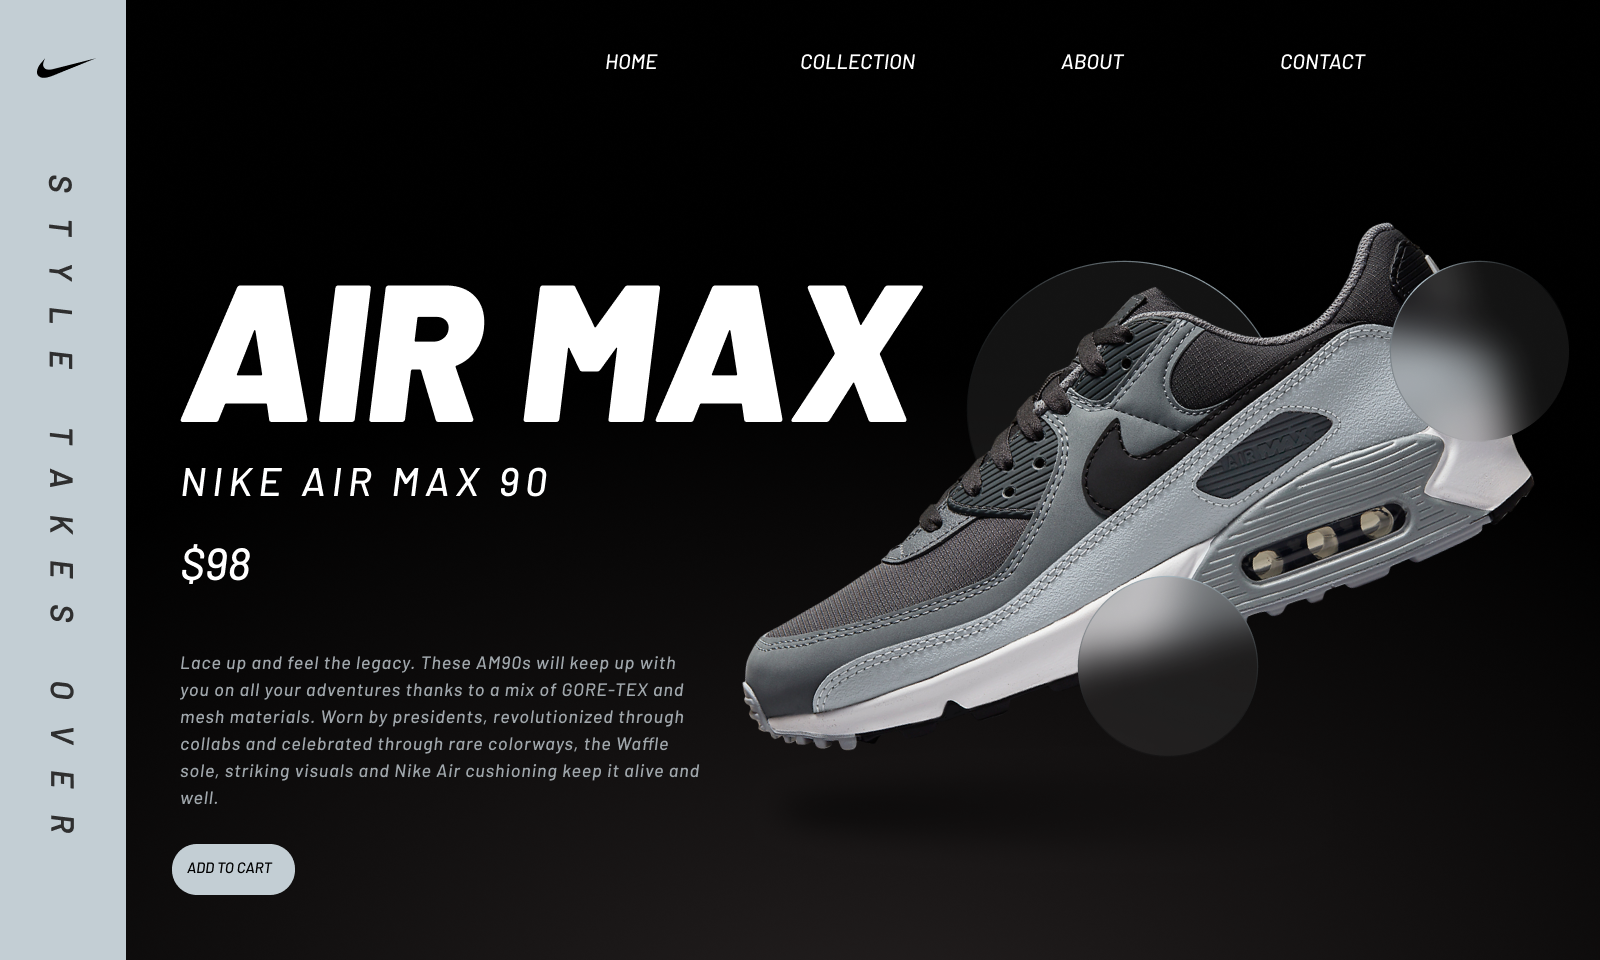 HOME COLLECTION ABOUT CONTACT
STYLE TAKES OVER
AIR MAX
NIKE AIR MAX 90
$98
Lace up and feel the legacy. These AM90s will keep up with
you on all your adventures thanks to a mix of GORE-TEX and
mesh materials. Worn by presidents, revolutionized through
collabs and celebrated through rare colorways, the Waffle
sole, striking visuals and Nike Air cushioning keep it alive and
well.
ADD TO CART
AIR MAX